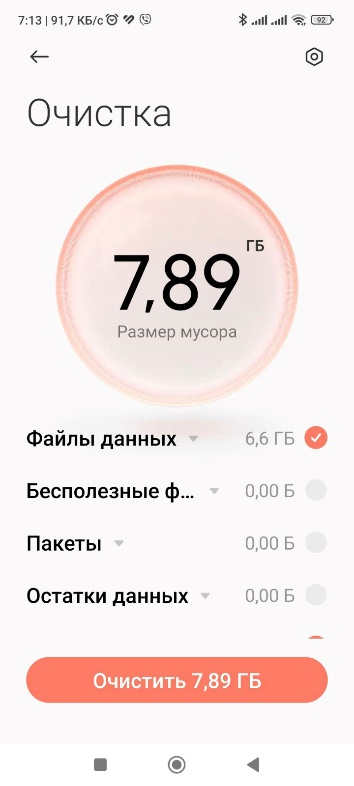 7:13 | 91,7 КБ/с
92
Очистка
7,89 ГБ
Размер мусора
Файлы данных 6,6 ГБ
Бесполезные ф... 0,00 Б
Пакеты 0,00 Б
Остатки данных 0,00 Б
Очистить 7,89 ГБ